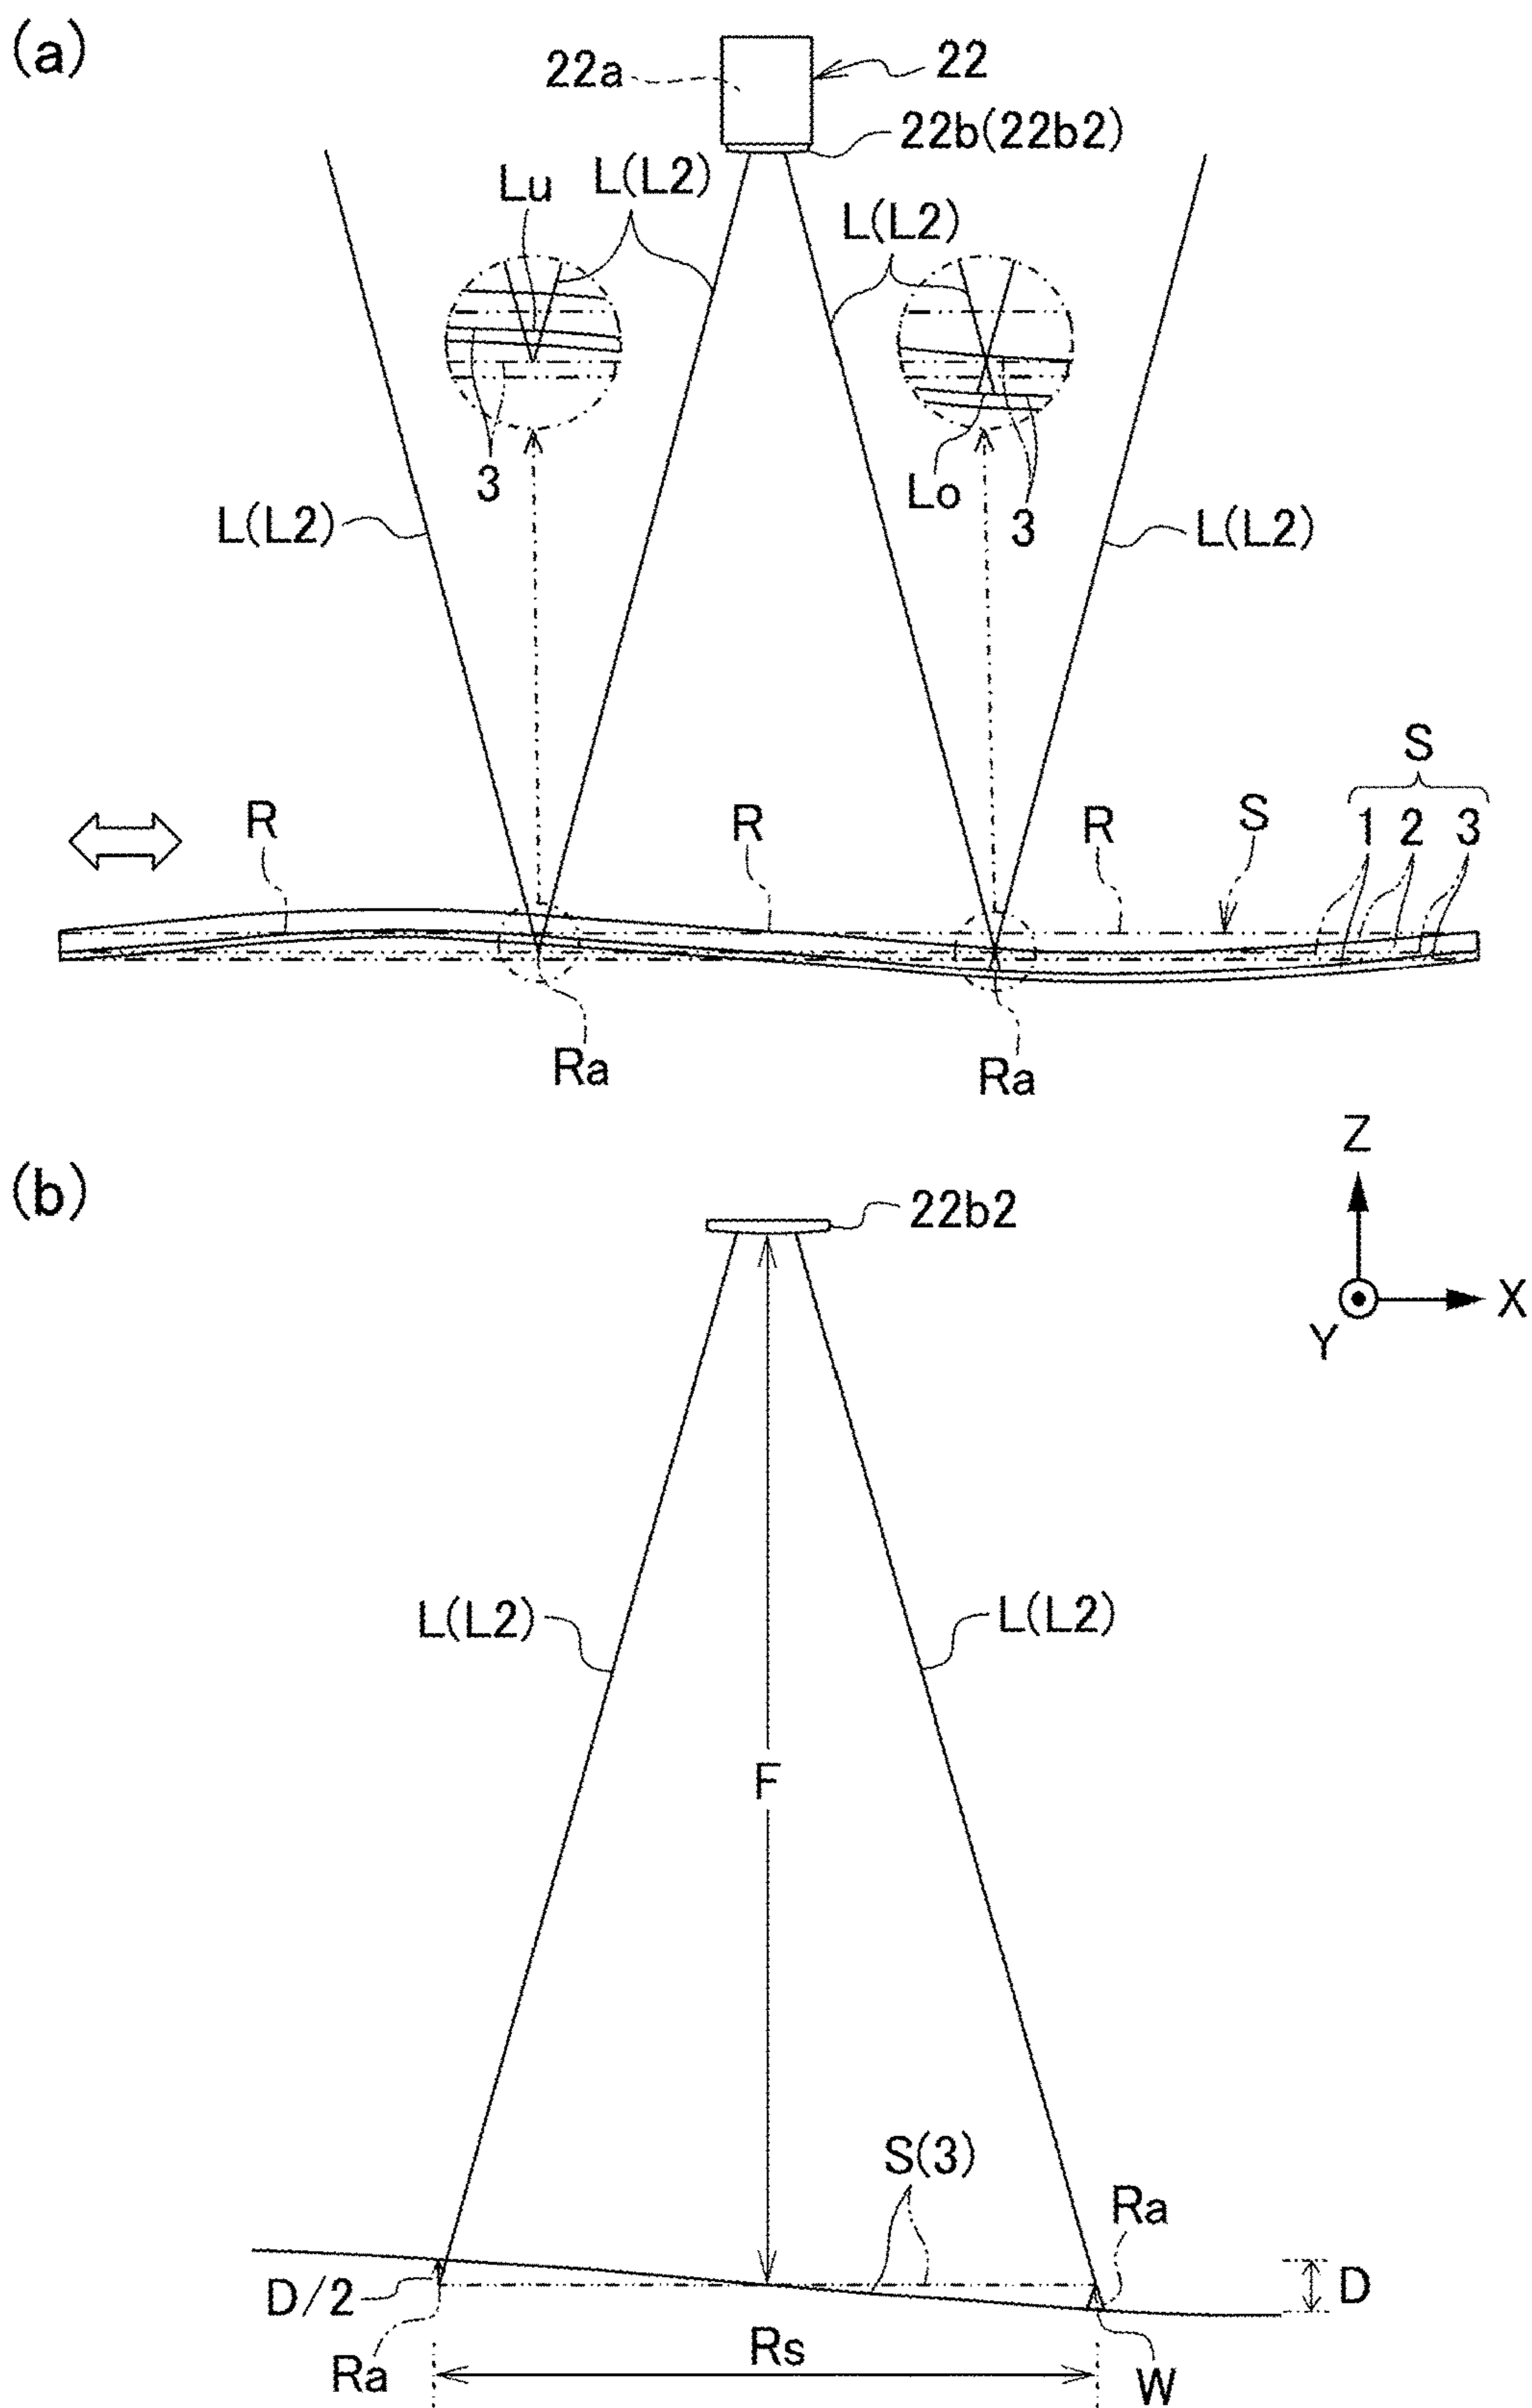 (a)
22a
22
22b(22b2)
Lu
L(L2)
L(L2)
3
Lo
3
L(L2)
L(L2)
S
R
R
R
S
1
2
3
Ra
Ra
(b)
22b2
Z
X
Y
L(L2)
L(L2)
F
S(3)
Ra
D/2
D
Ra
Rs
W